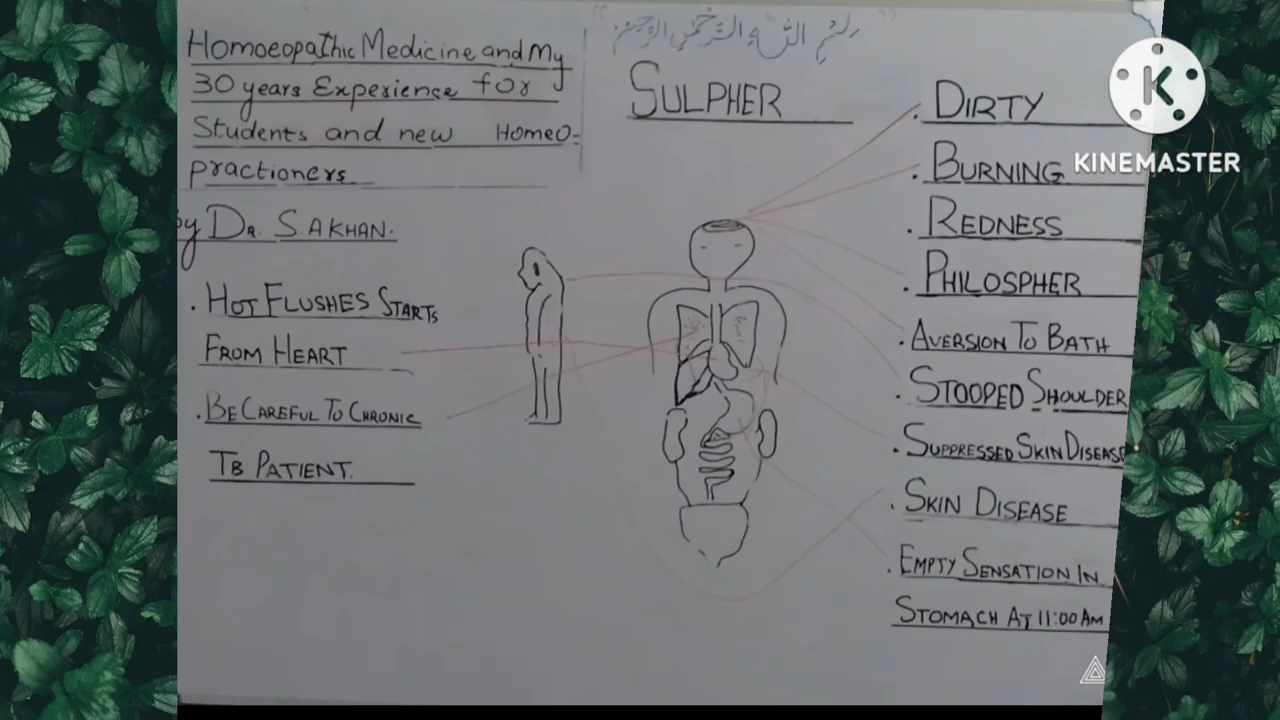 بسم الله الرحمن الرحيم
Homoeopathic Medicine and My
30 years Experience for
Students and new Homeo-
practioners
by Dr. S.A KHAN.
. HOT FLUSHES STARTS
FROM HEART
. BE CAREFUL TO CHRONIC
TB PATIENT.
SULPHER
. DIRTY
. BURNING
. REDNESS
. PHILOSPHER
. AVERSION TO BATH
. STOOPED SHOULDER
. SUPPRESSED SKIN DISEASE
. SKIN DISEASE
. EMPTY SENSATION IN
STOMACH AT 11:00 AM
K
KINEMASTER